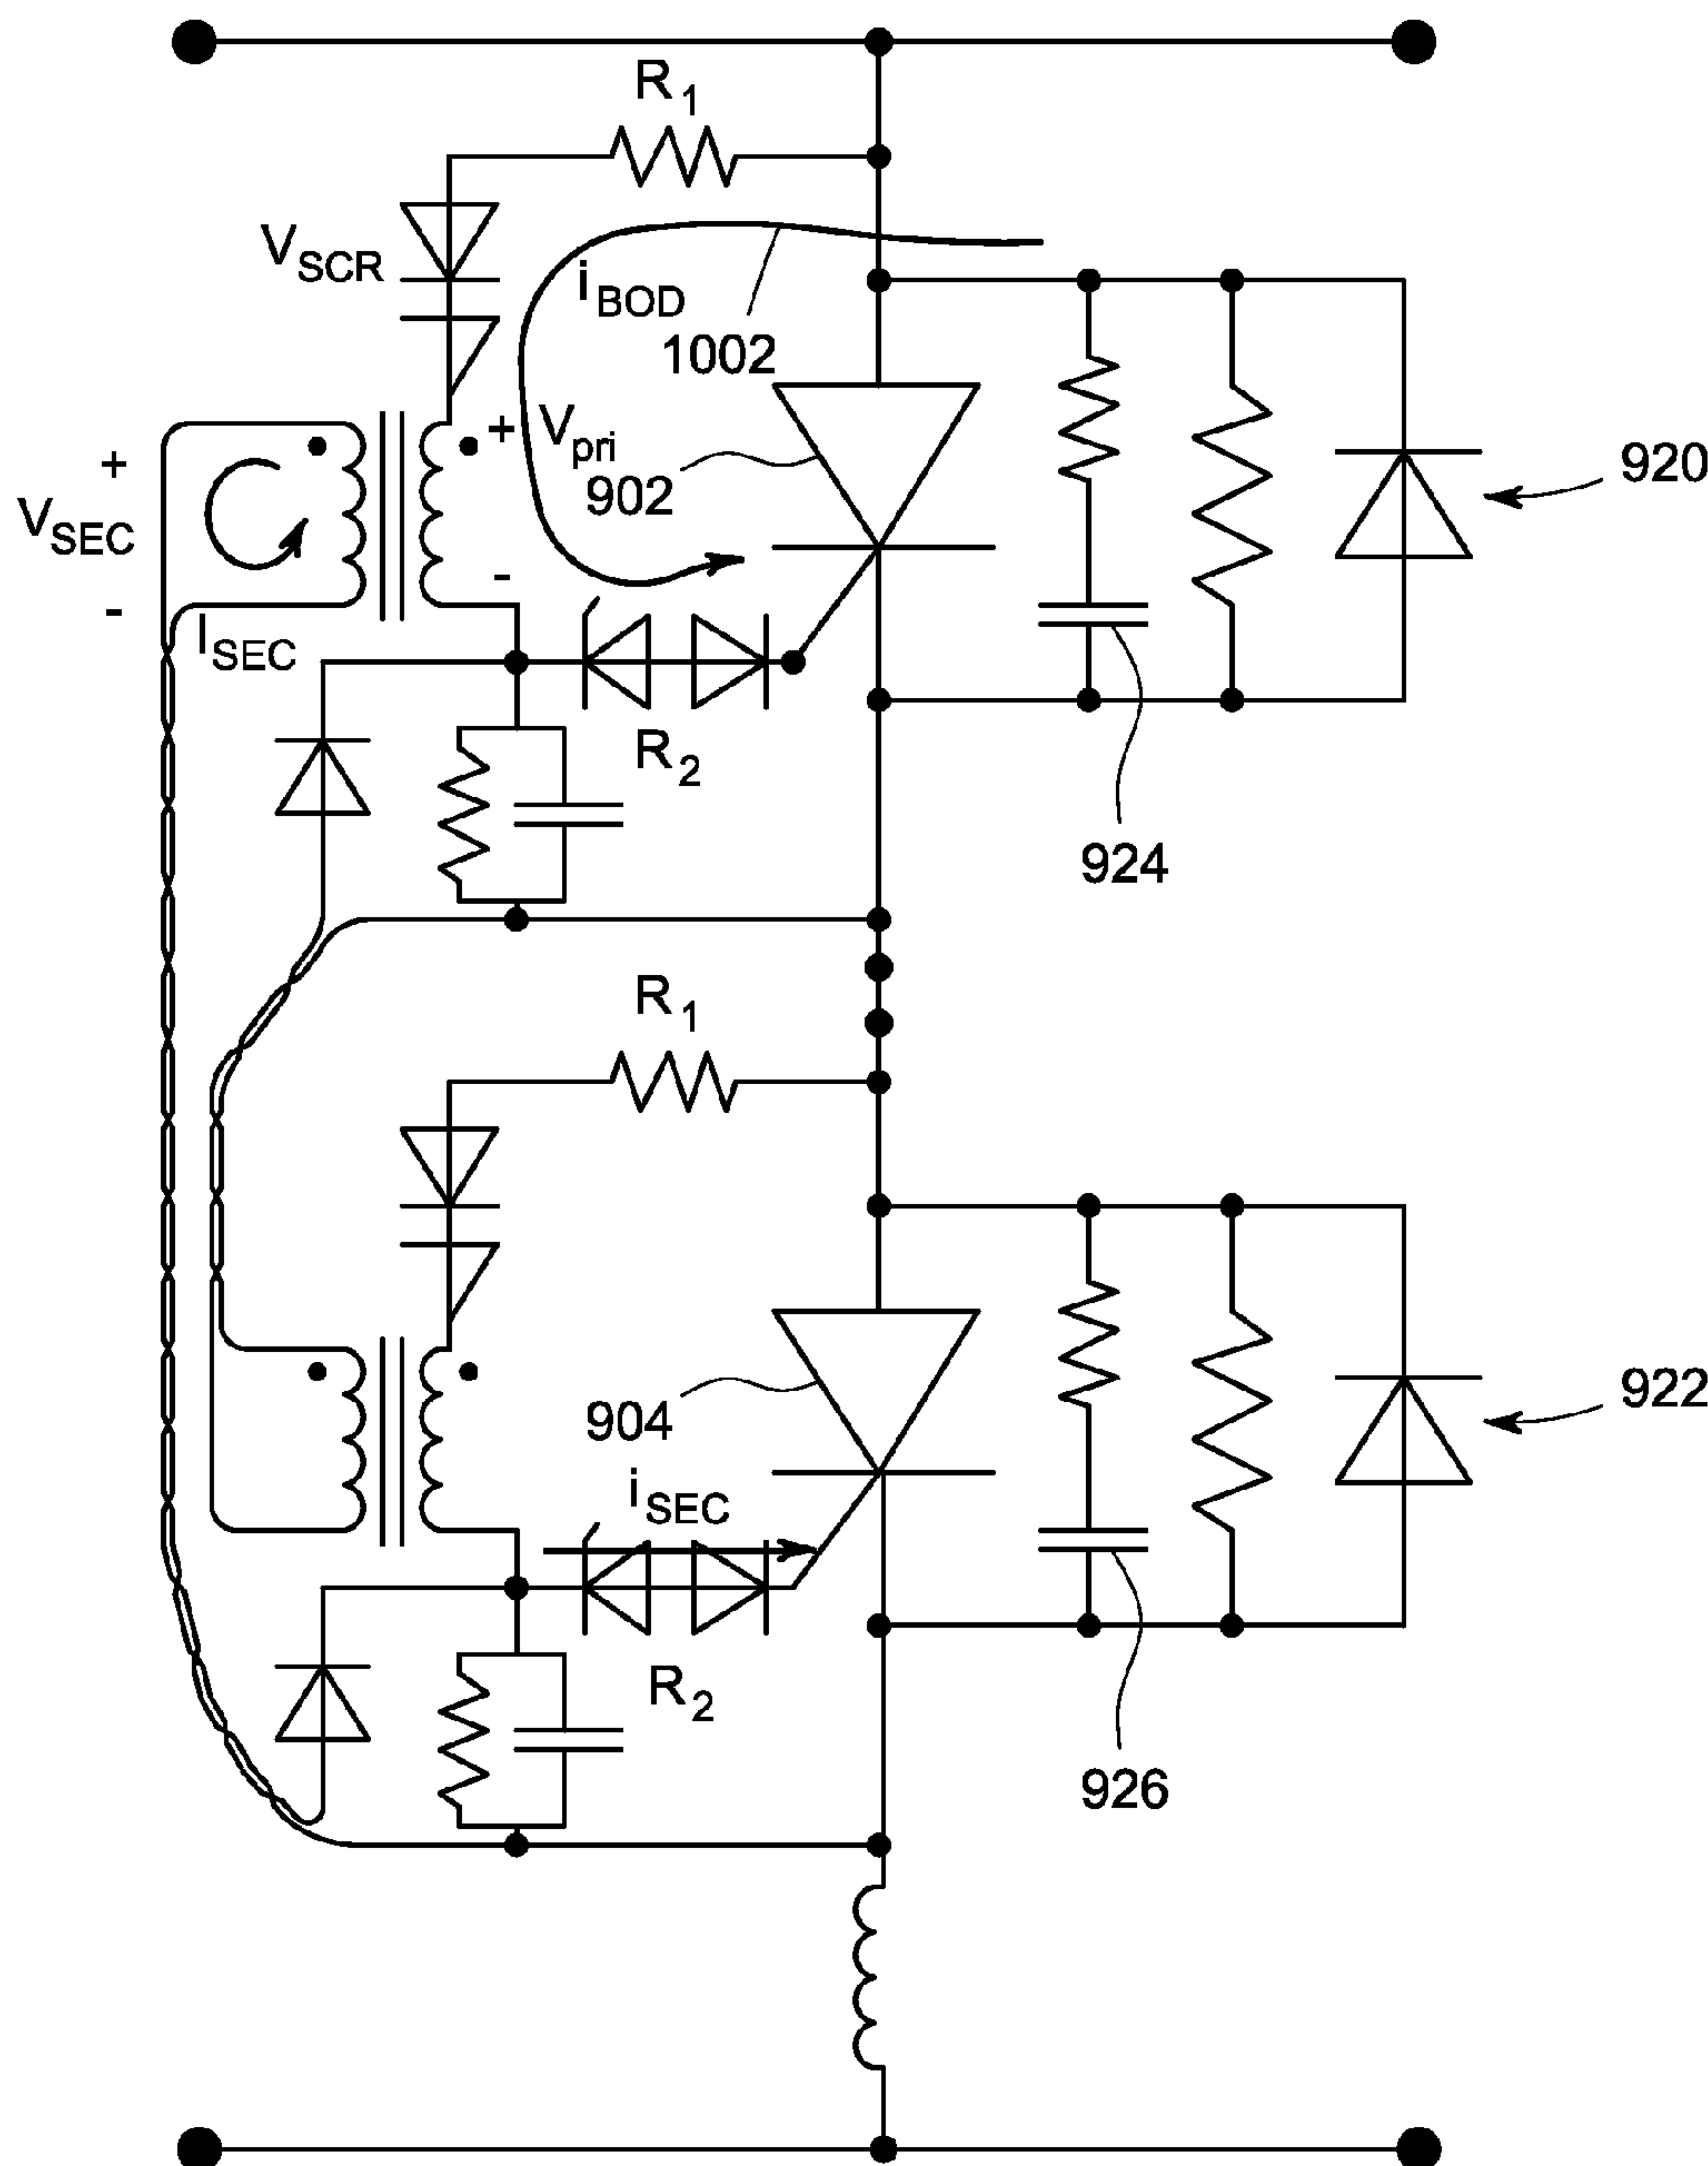 R1
VSCR
iBOD
1002
+ Vpri
902
920
+
VSEC
-
-
ISEC
R2
924
R1
904
922
iSEC
R2
926